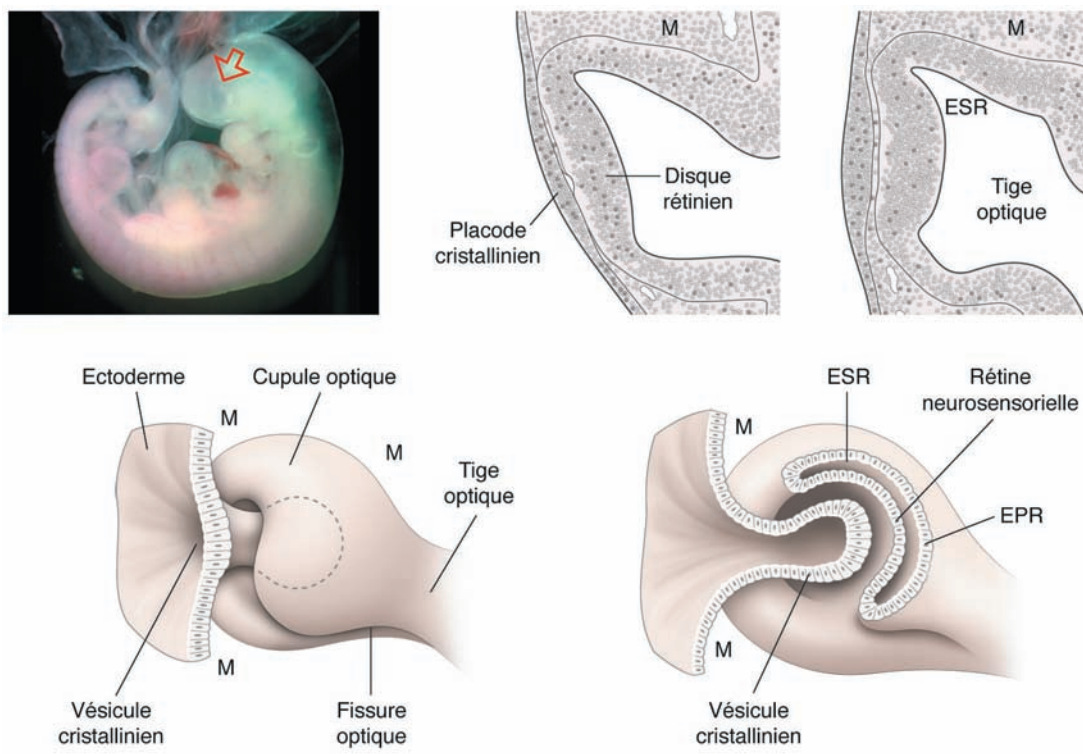 M
Disque
rétinien
Placode
cristallinien
M
ESR
Tige
optique
Ectoderme
M
Cupule optique
M
Tige
optique
M
Vésicule
cristallinien
Fissure
optique
ESR
Rétine
neurosensorielle
M
EPR
M
Vésicule
cristallinien